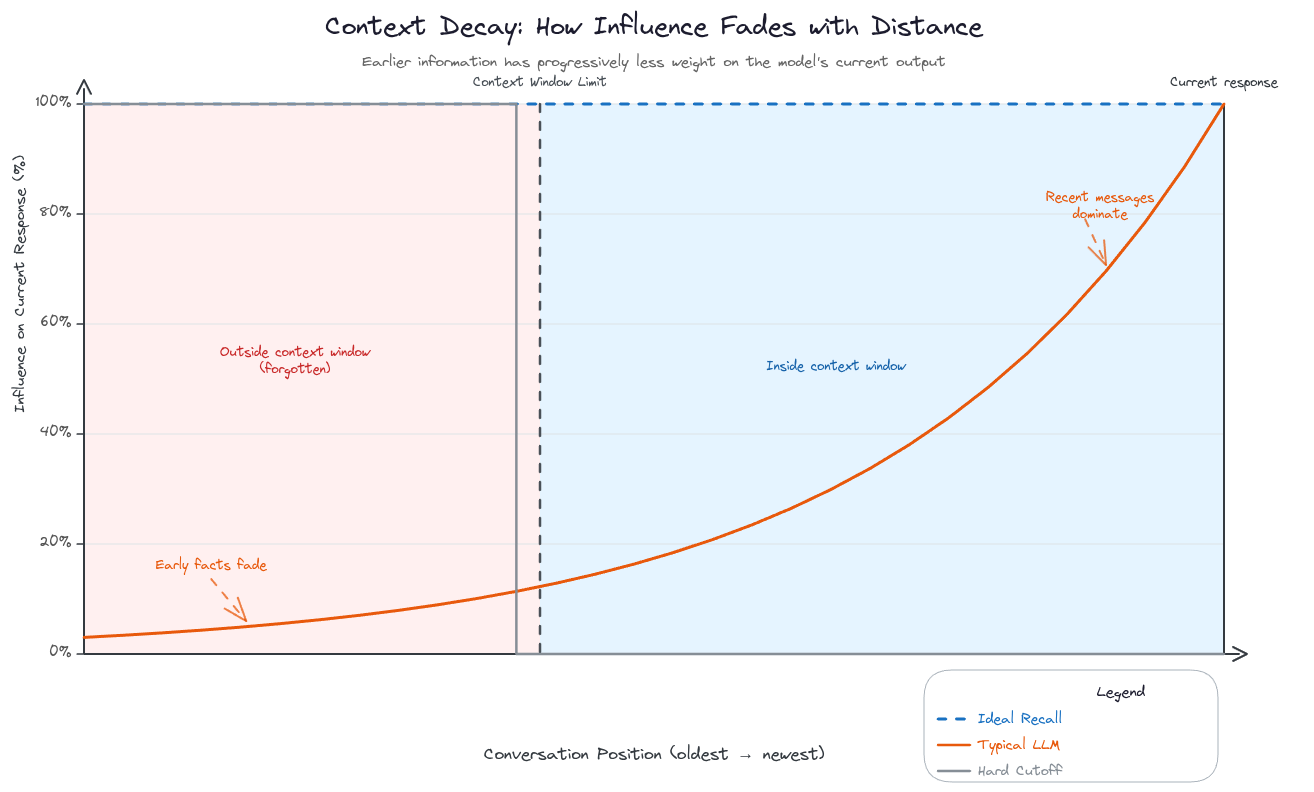 Context Decay: How Influence Fades with Distance
Earlier information has progressively less weight on the model's current output
Context Window Limit
Current response
100%
80%
60%
40%
20%
0%
Influence on Current Response (%)
Recent messages
dominate
Outside context window
(forgotten)
Inside context window
Early facts fade
Legend
Ideal Recall
Typical LLM
Hard Cutoff
Conversation Position (oldest → newest)